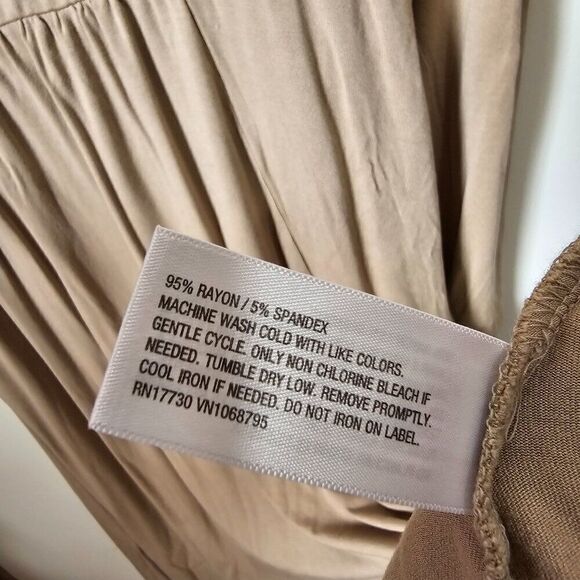 95% RAYON / 5% SPANDEX
MACHINE WASH COLD WITH LIKE COLORS.
GENTLE CYCLE. ONLY NON CHLORINE BLEACH IF
NEEDED. TUMBLE DRY LOW. REMOVE PROMPTLY.
COOL IRON IF NEEDED. DO NOT IRON ON LABEL.
RN17730 VN1068795